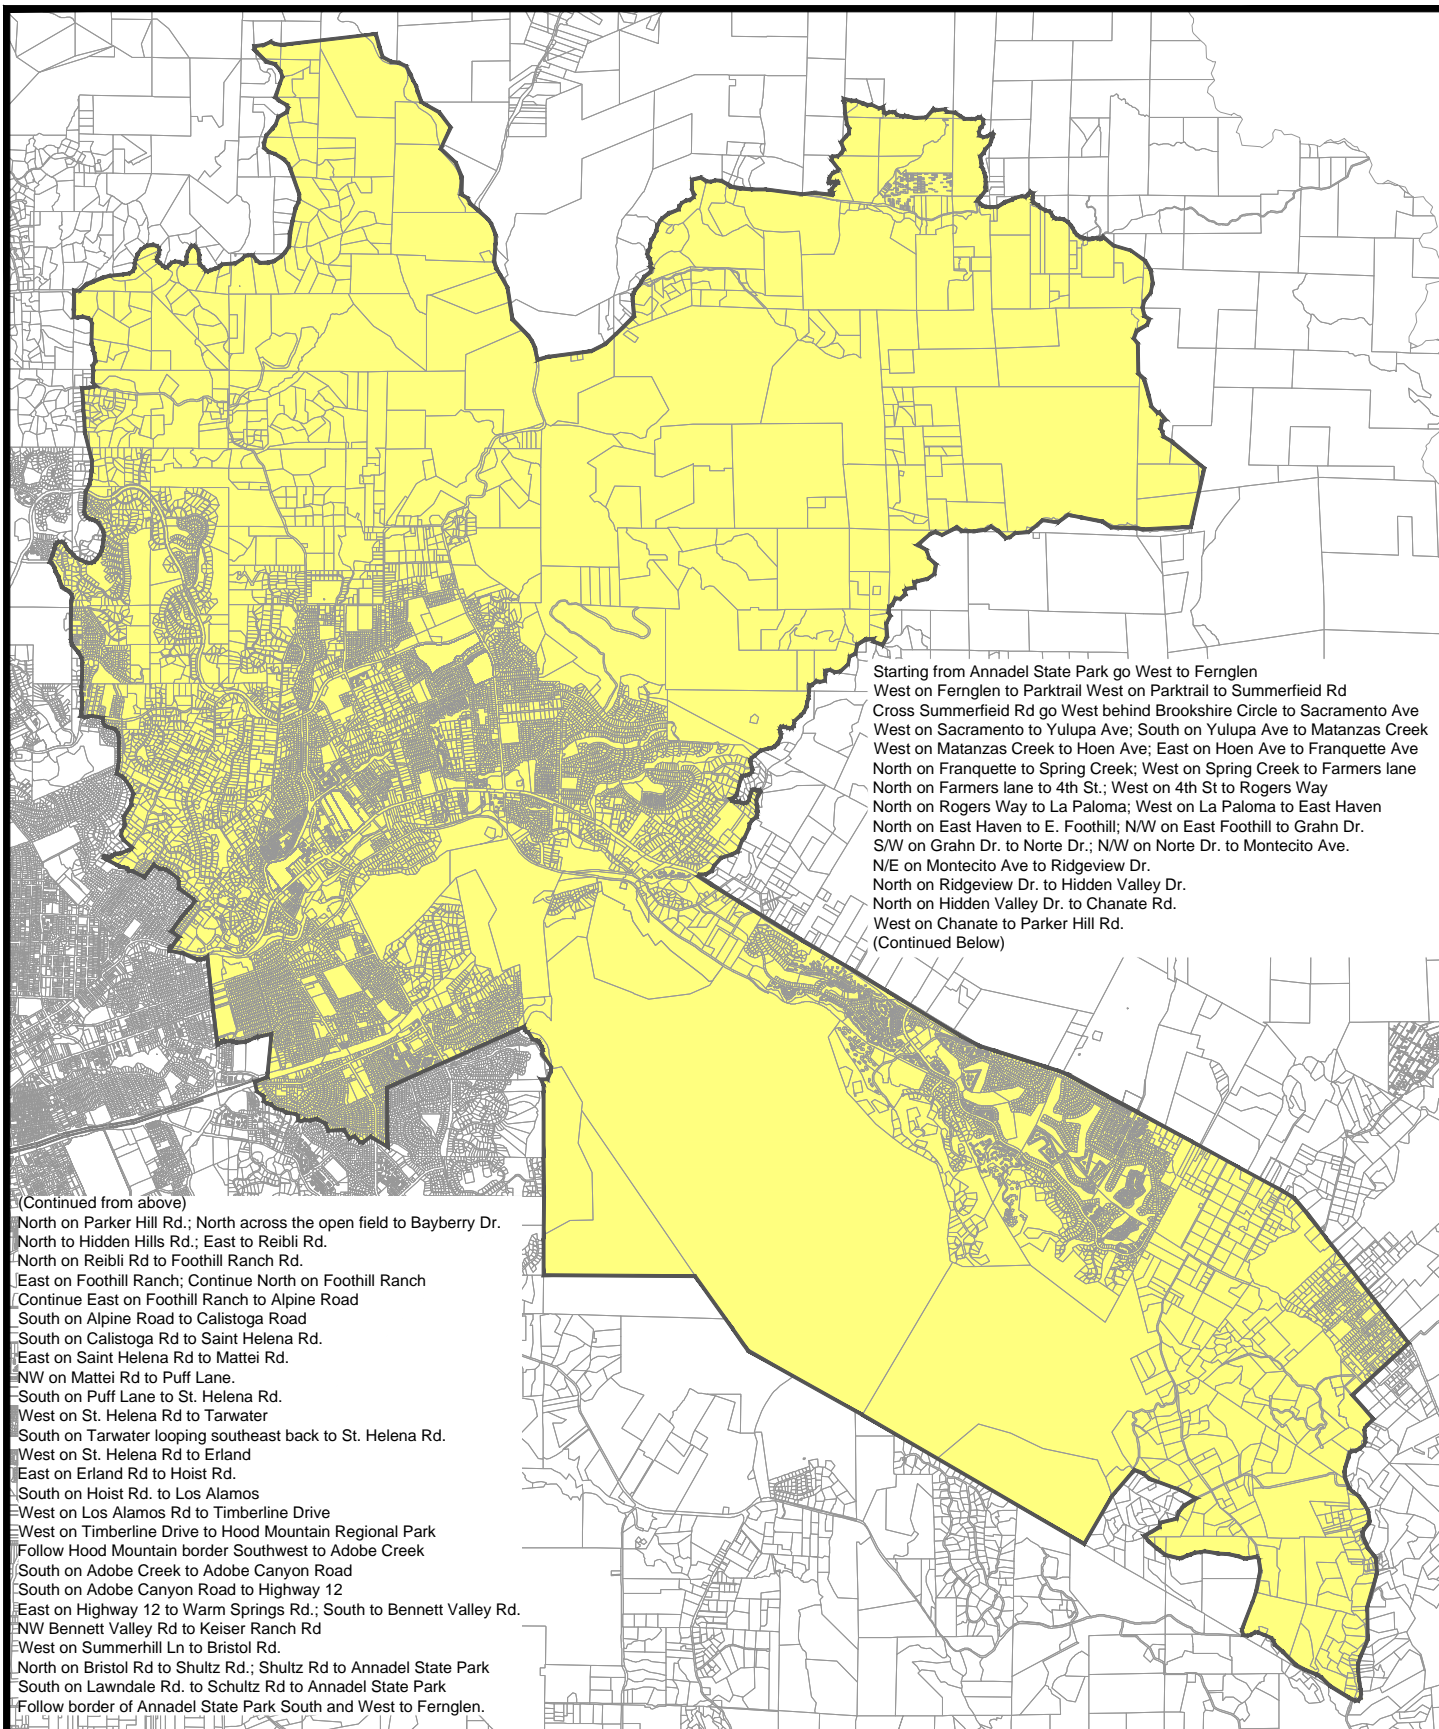 Starting from Annadel State Park go West to Fernglen
West on Fernglen to Parktrail West on Parktrail to Summerfieid Rd
Cross Summerfieid Rd go West behind Brookshire Circle to Sacramento Ave
West on Sacramento to Yulupa Ave; South on Yulupa Ave to Matanzas Creek
West on Matanzas Creek to Hoen Ave; East on Hoen Ave to Franquette Ave
North on Franquette to Spring Creek; West on Spring Creek to Farmers lane
North on Farmers lane to 4th St.; West on 4th St to Rogers Way
North on Rogers Way to La Paloma; West on La Paloma to East Haven
North on East Haven to E. Foothill; N/W on East Foothill to Grahn Dr.
S/W on Grahn Dr. to Norte Dr.; N/W on Norte Dr. to Montecito Ave.
N/E on Montecito Ave to Ridgeview Dr.
North on Ridgeview Dr. to Hidden Valley Dr.
North on Hidden Valley Dr. to Chanate Rd.
West on Chanate to Parker Hill Rd.
(Continued Below)
(Continued from above)
North on Parker Hill Rd.; North across the open field to Bayberry Dr.
North to Hidden Hills Rd.; East to Reibli Rd.
North on Reibli Rd to Foothill Ranch Rd.
East on Foothill Ranch; Continue North on Foothill Ranch
Continue East on Foothill Ranch to Alpine Road
South on Alpine Road to Calistoga Road
South on Calistoga Rd to Saint Helena Rd.
East on Saint Helena Rd to Mattei Rd.
NW on Mattei Rd to Puff Lane.
South on Puff Lane to St. Helena Rd.
West on St. Helena Rd to Tarwater
South on Tarwater looping southeast back to St. Helena Rd.
West on St. Helena Rd to Erland
East on Erland Rd to Hoist Rd.
South on Hoist Rd. to Los Alamos
West on Los Alamos Rd to Timberline Drive
West on Timberline Drive to Hood Mountain Regional Park
Follow Hood Mountain border Southwest to Adobe Creek
South on Adobe Creek to Adobe Canyon Road
South on Adobe Canyon Road to Highway 12
East on Highway 12 to Warm Springs Rd.; South to Bennett Valley Rd.
NW Bennett Valley Rd to Keiser Ranch Rd
West on Summerhill Ln to Bristol Rd.
North on Bristol Rd to Shultz Rd.; Shultz Rd to Annadel State Park
South on Lawndale Rd. to Schultz Rd to Annadel State Park
Follow border of Annadel State Park South and West to Fernglen.